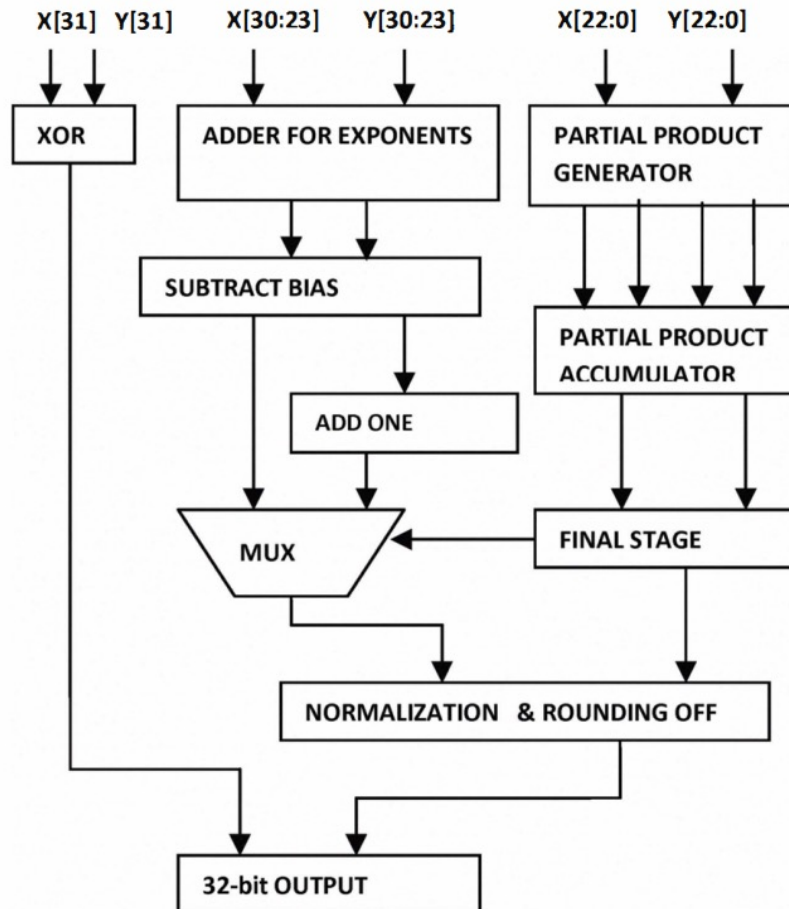 X[31] Y[31] X[30:23] Y[30:23] X[22:0] Y[22:0]
XOR
ADDER FOR EXPONENTS
PARTIAL PRODUCT
GENERATOR
SUBTRACT BIAS
PARTIAL PRODUCT
ACCUMULATOR
ADD ONE
MUX
FINAL STAGE
NORMALIZATION & ROUNDING OFF
32-bit OUTPUT